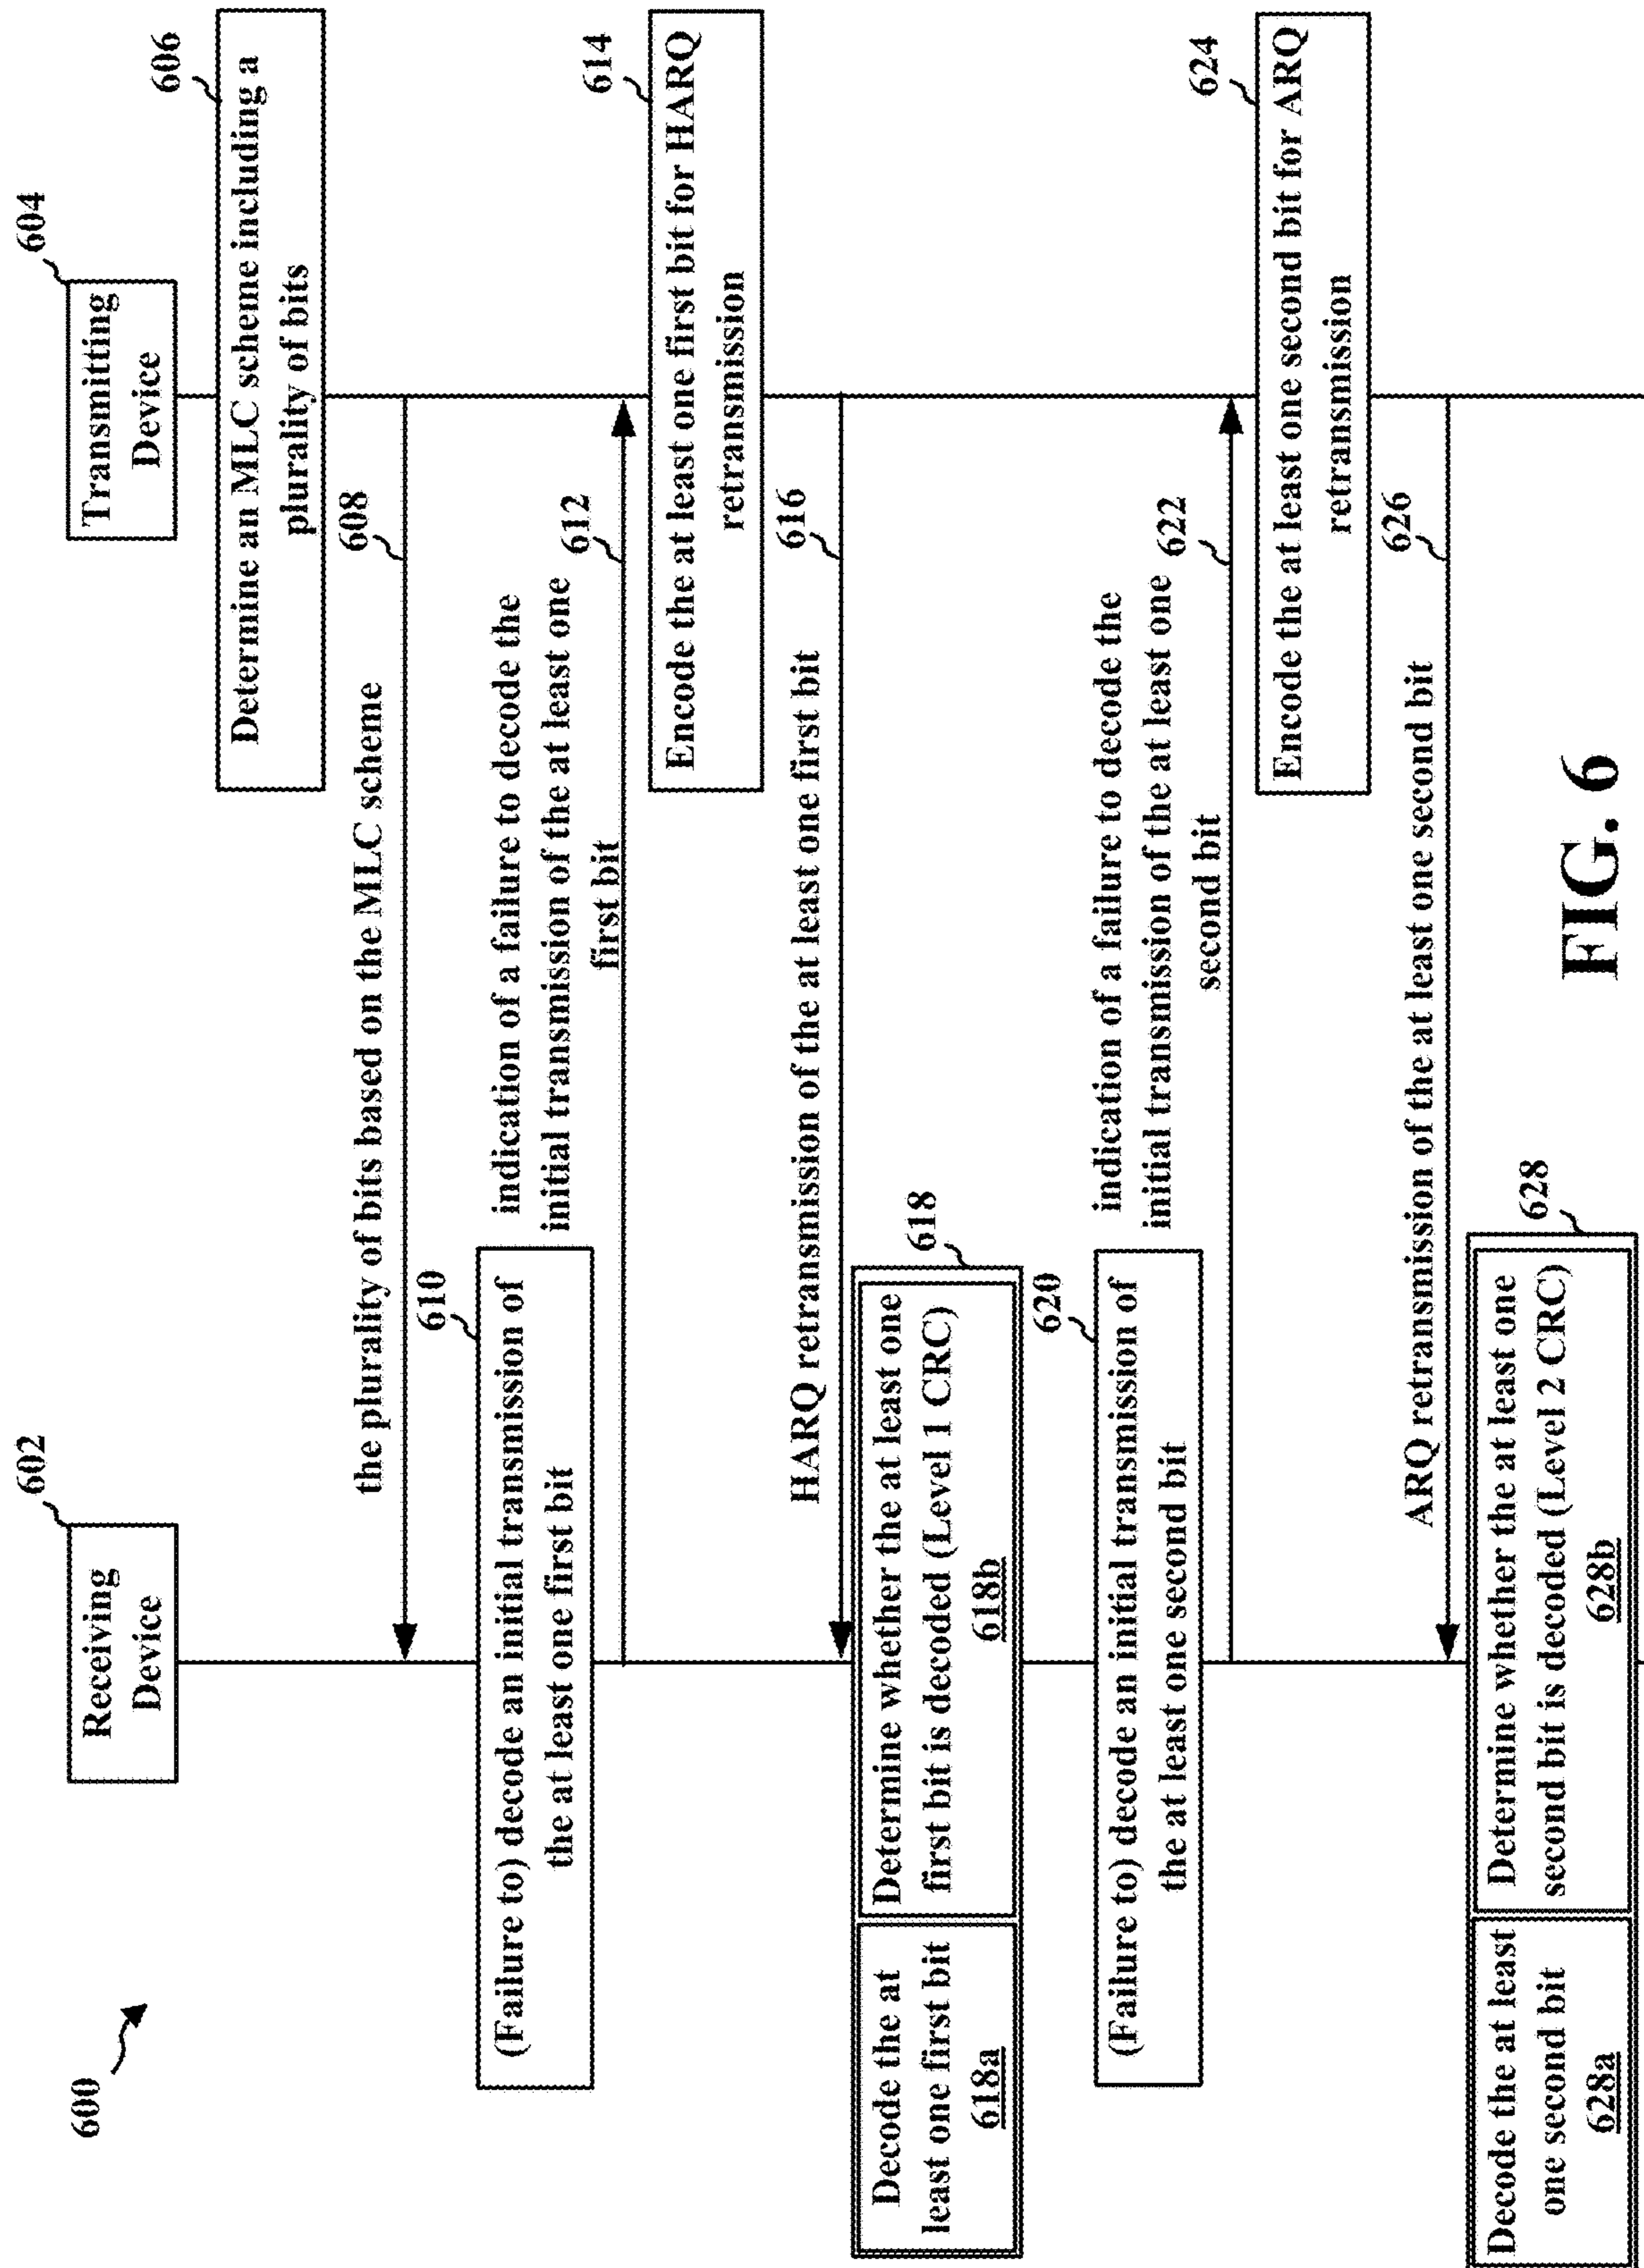 600
602
Receiving
Device
604
Transmitting
Device
606
Determine an MLC scheme including a
plurality of bits
608
the plurality of bits based on the MLC scheme
610
(Failure to) decode an initial transmission of
the at least one first bit
indication of a failure to decode the
initial transmission of the at least one
first bit
612
614
Encode the at least one first bit for HARQ
retransmission
616
HARQ retransmission of the at least one first bit
618
Decode the at
least one first bit
618a
Determine whether the at least one
first bit is decoded (Level 1 CRC)
618b
620
(Failure to) decode an initial transmission of
the at least one second bit
indication of a failure to decode the
initial transmission of the at least one
second bit
622
624
Encode the at least one second bit for ARQ
retransmission
626
ARQ retransmission of the at least one second bit
628
Decode the at least
one second bit
628a
Determine whether the at least one
second bit is decoded (Level 2 CRC)
628b
FIG. 6